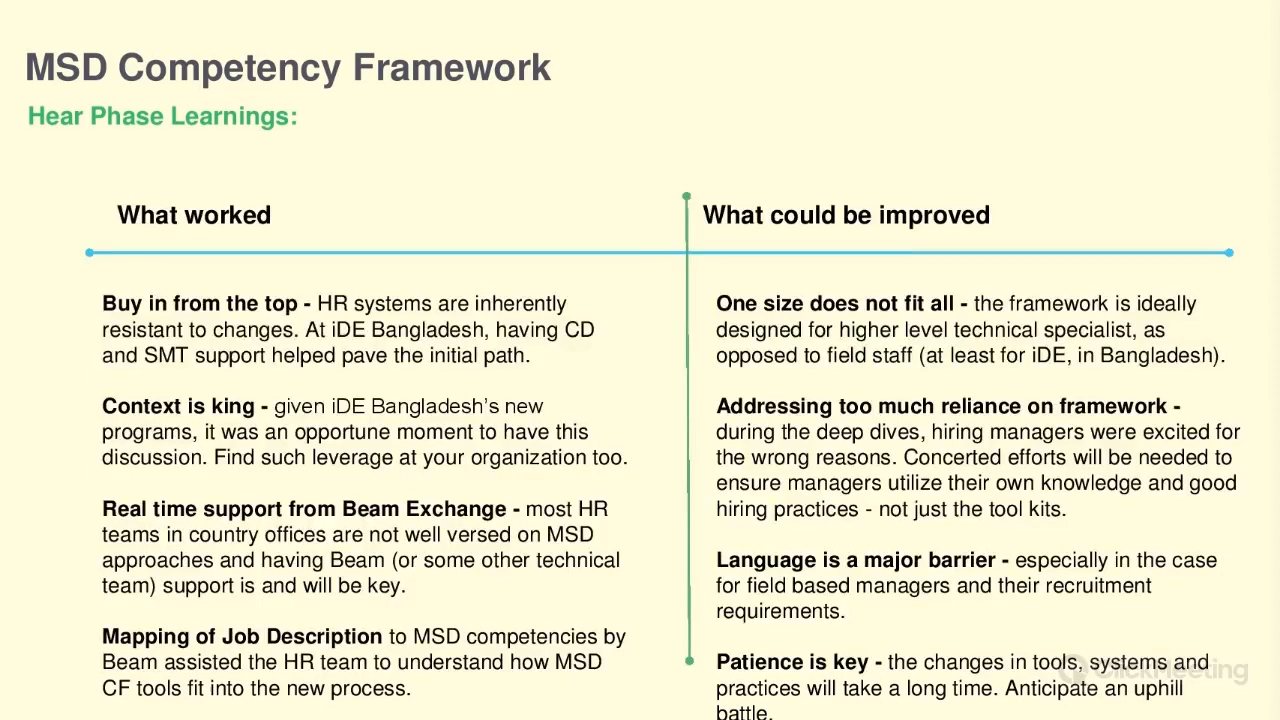 MSD Competency Framework
Hear Phase Learnings:
What worked
Buy in from the top - HR systems are inherently
resistant to changes. At iDE Bangladesh, having CD
and SMT support helped pave the initial path.
Context is king - given iDE Bangladesh's new
programs, it was an opportune moment to have this
discussion. Find such leverage at your organization too.
Real time support from Beam Exchange - most HR
teams in country offices are not well versed on MSD
approaches and having Beam (or some other technical
team) support is and will be key.
Mapping of Job Description to MSD competencies by
Beam assisted the HR team to understand how MSD
CF tools fit into the new process.
What could be improved
One size does not fit all - the framework is ideally
designed for higher level technical specialist, as
opposed to field staff (at least for iDE, in Bangladesh).
Addressing too much reliance on framework -
during the deep dives, hiring managers were excited for
the wrong reasons. Concerted efforts will be needed to
ensure managers utilize their own knowledge and good
hiring practices - not just the tool kits.
Language is a major barrier - especially in the case
for field based managers and their recruitment
requirements.
Patience is key - the changes in tools, systems and
practices will take a long time. Anticipate an uphill
battle.
ClickMeeting